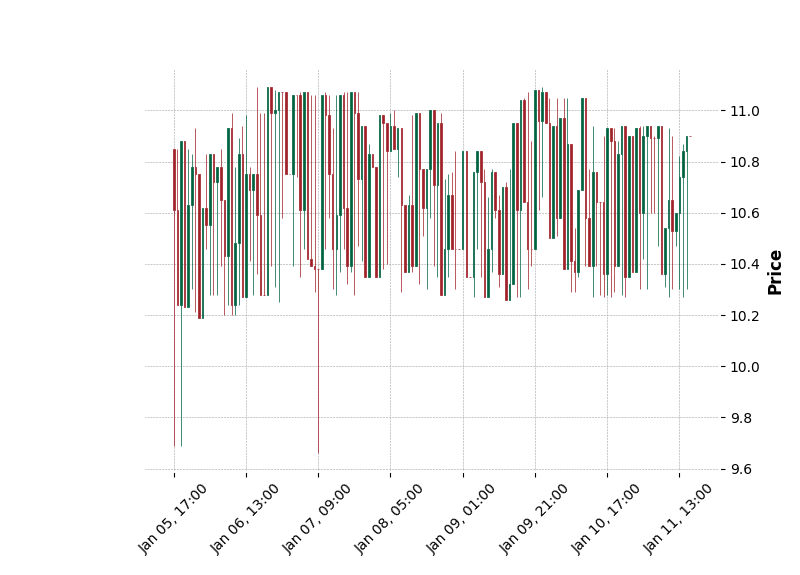 11.0
10.8
10.6
10.4
10.2
10.0
9.8
9.6
Price
Jan 05, 17:00
Jan 06, 13:00
Jan 07, 09:00
Jan 08, 05:00
Jan 09, 01:00
Jan 09, 21:00
Jan 10, 17:00
Jan 11, 13:00